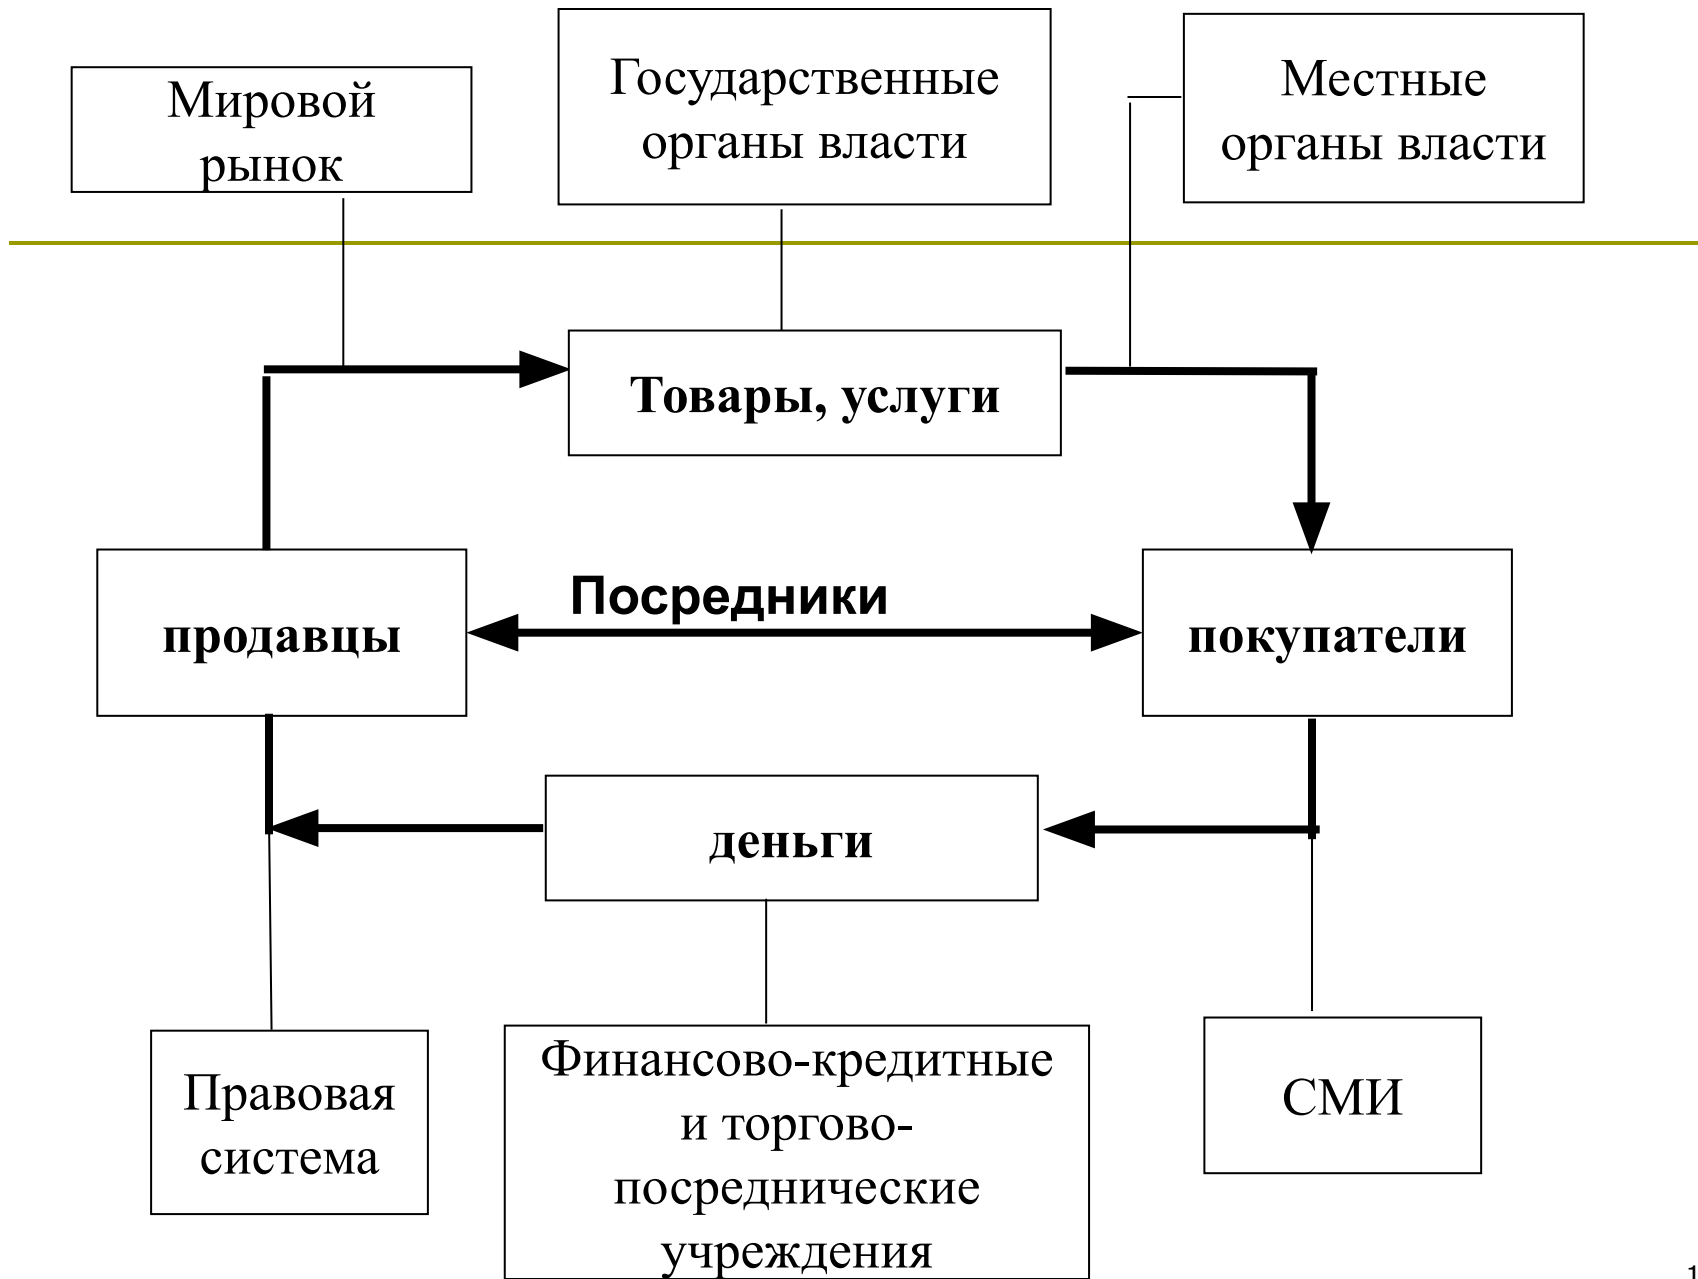 Мировой
рынок
Государственные
органы власти
Местные
органы власти
Товары, услуги
продавцы
Посредники
покупатели
деньги
Правовая
система
Финансово-кредитные
и торгово-
посреднические
учреждения
СМИ
1